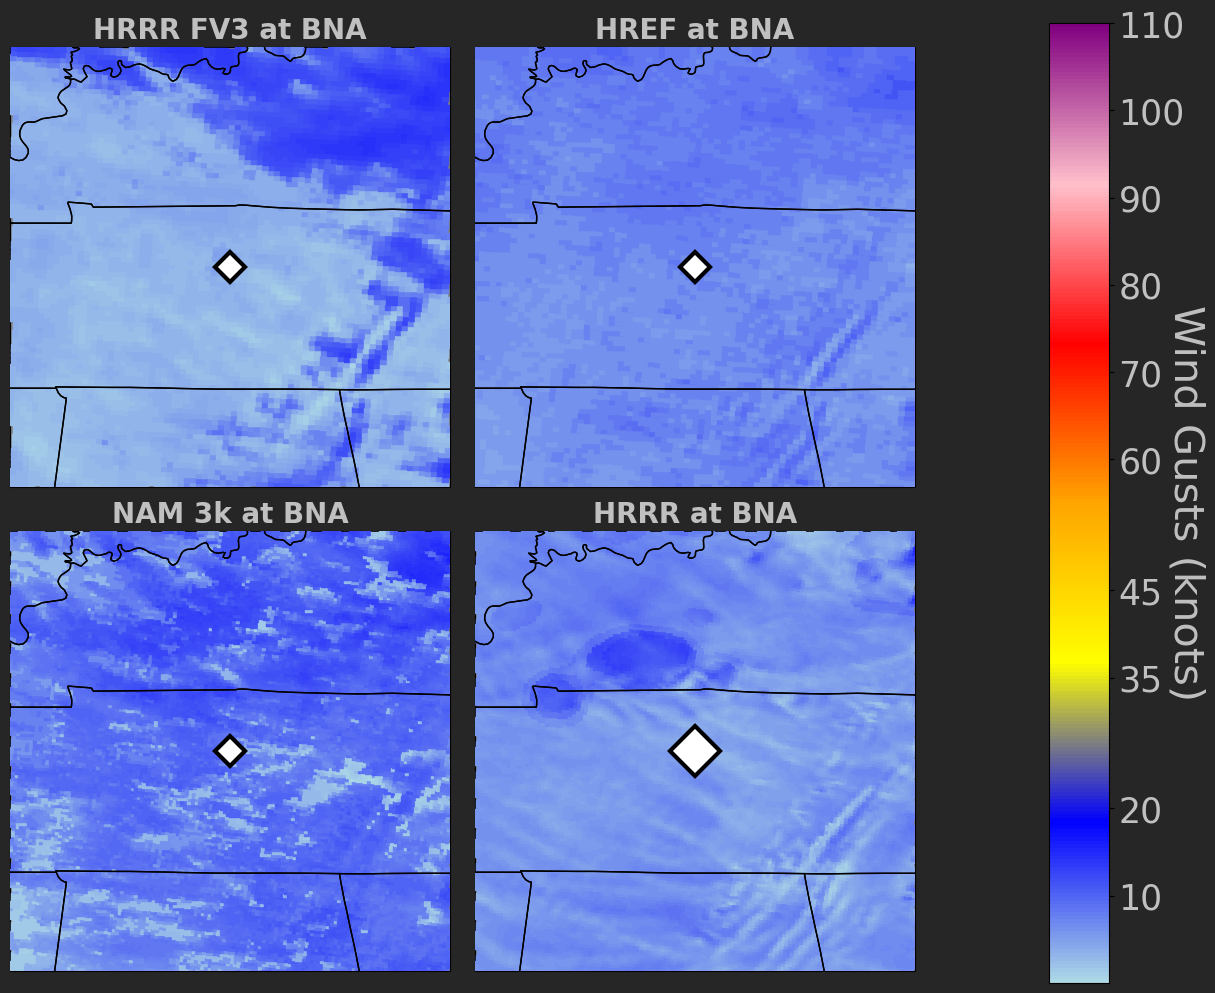 HRRR FV3 at BNA
HREF at BNA
NAM 3k at BNA
HRRR at BNA
110
100
90
80
70
60
45
35
20
10
Wind Gusts (knots)